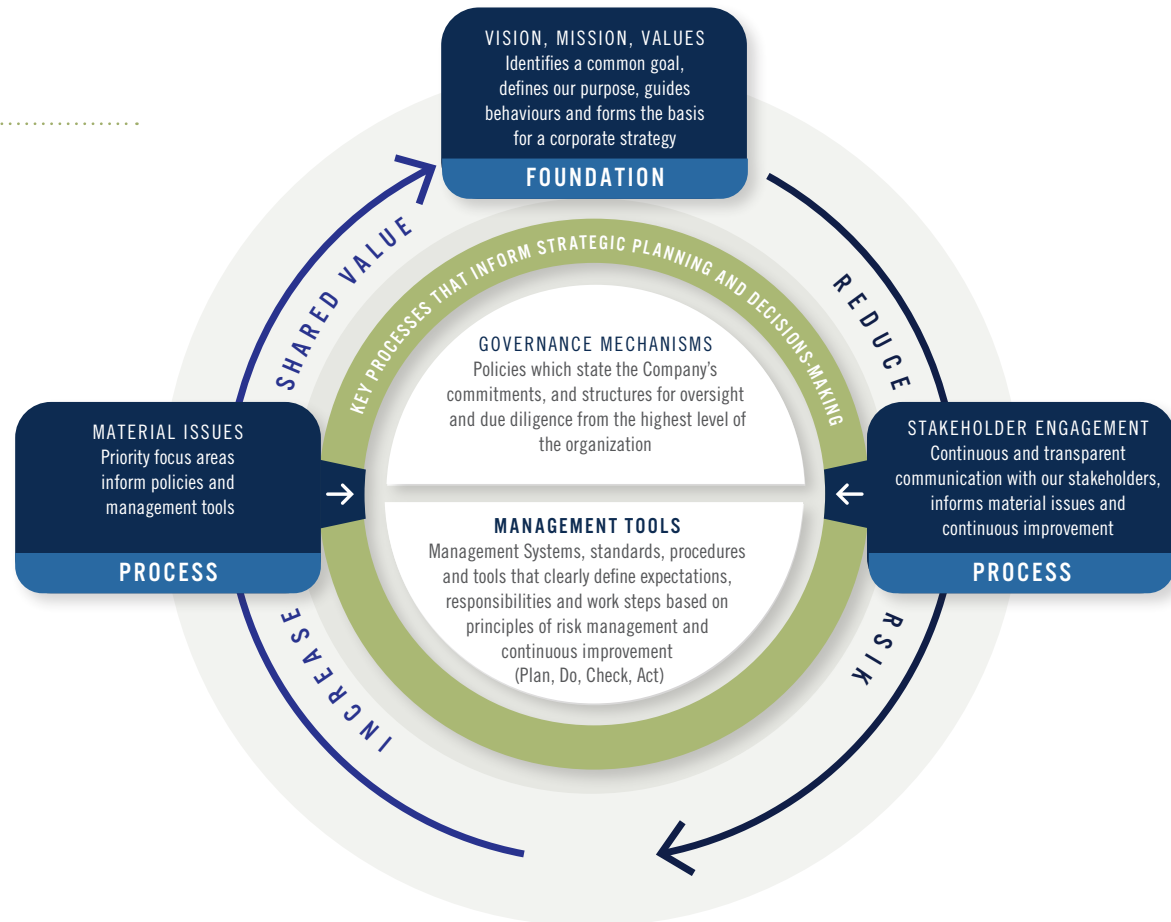 VISION, MISSION, VALUES
Identifies a common goal,
defines our purpose, guides
behaviours and forms the basis
for a corporate strategy
FOUNDATION
SHARED VALUE
REDUCE
KEY PROCESSES THAT INFORM STRATEGIC PLANNING AND DECISIONS-MAKING
GOVERNANCE MECHANISMS
Policies which state the Company's
commitments, and structures for oversight
and due diligence from the highest level of
the organization
MATERIAL ISSUES
Priority focus areas
inform policies and
management tools
PROCESS
STAKEHOLDER ENGAGEMENT
Continuous and transparent
communication with our stakeholders,
informs material issues and
continuous improvement
PROCESS
MANAGEMENT TOOLS
Management Systems, standards, procedures
and tools that clearly define expectations,
responsibilities and work steps based on
principles of risk management and
continuous improvement
(Plan, Do, Check, Act)
INCREASE
RSIK